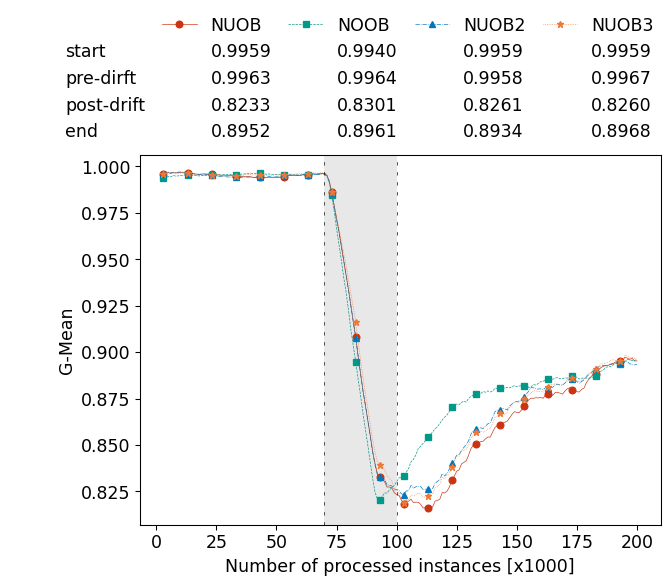 NUOB NOOB NUOB2 NUOB3
start 0.9959 0.9940 0.9959 0.9959
pre-dirft 0.9963 0.9964 0.9958 0.9967
post-drift 0.8233 0.8301 0.8261 0.8260
end 0.8952 0.8961 0.8934 0.8968
1.000
0.975
0.950
0.925
0.900
0.875
0.850
0.825
G-Mean
0 25 50 75 100 125 150 175 200
Number of processed instances [x1000]